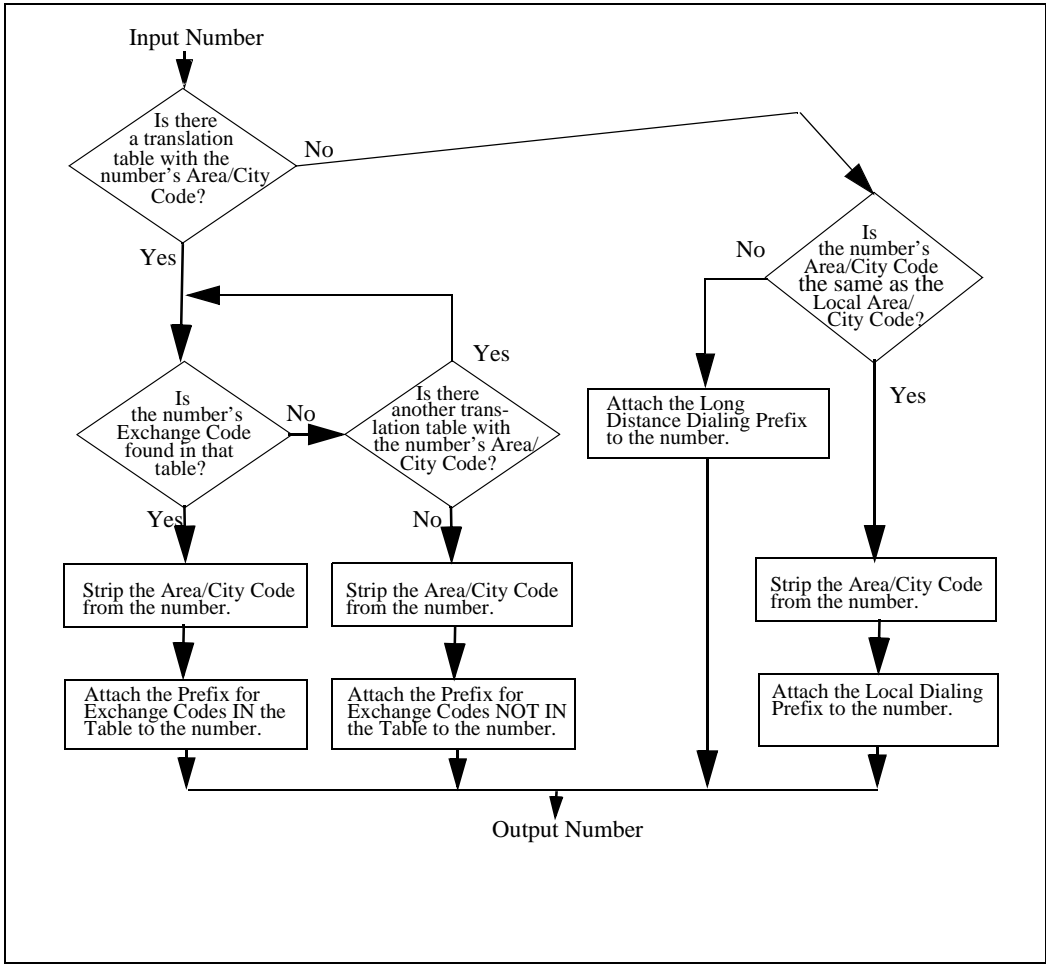 Input Number
Is there
a translation
table with the
number's Area/City
Code?
No
Yes
Is
the number's
Area/City Code
the same as the
Local Area/
City Code?
No
Yes
Is
the number's
Exchange Code
found in that
table?
No
Yes
Is there
another trans-
lation table with
the number's Area/
City Code?
Yes
No
Attach the Long
Distance Dialing Prefix
to the number.
Strip the Area/City Code
from the number.
Strip the Area/City Code
from the number.
Strip the Area/City Code
from the number.
Attach the Prefix for
Exchange Codes IN the
Table to the number.
Attach the Prefix for
Exchange Codes NOT IN
the Table to the number.
Attach the Local Dialing
Prefix to the number.
Output Number